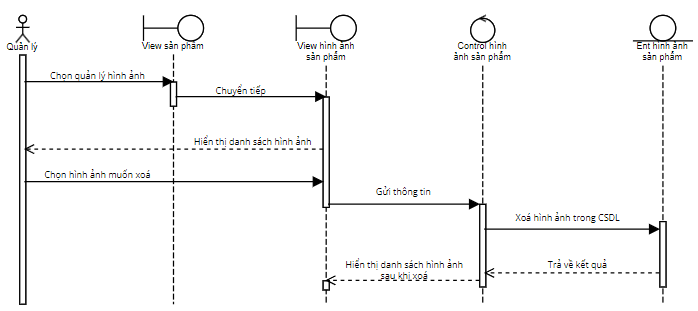 Quản lý
View sản phẩm
View hình ảnh
sản phẩm
Control hình
ảnh sản phẩm
Ent hình ảnh
sản phẩm
Chọn quản lý hình ảnh
Chuyển tiếp
Hiển thị danh sách hình ảnh
Chọn hình ảnh muốn xoá
Gửi thông tin
Xoá hình ảnh trong CSDL
Hiển thị danh sách hình ảnh
sau khi xoá
Trả về kết quả